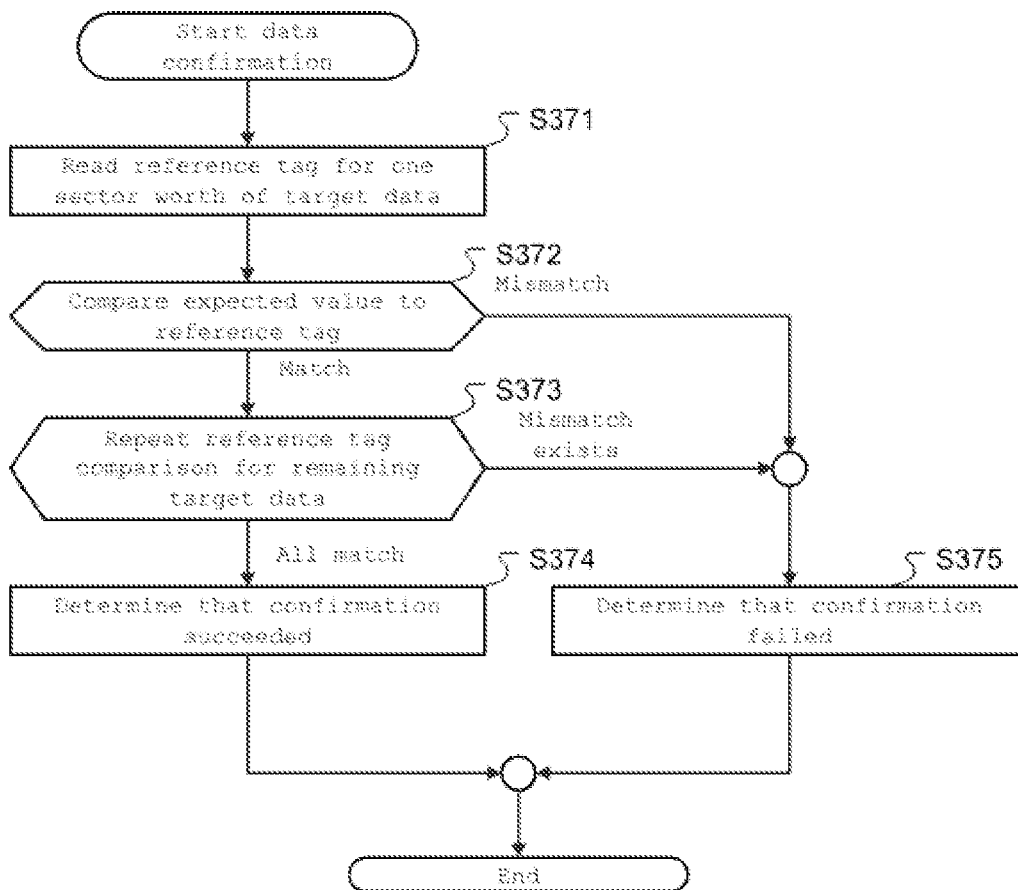 Start data
confirmation
S371
Read reference tag for one
sector worth of target data
S372
Mismatch
Compare expected value to
reference tag
Match
S373
Mismatch
exists
Repeat reference tag
comparison for remaining
target data
All match
S374
S375
Determine that confirmation
succeeded
Determine that confirmation
failed
End